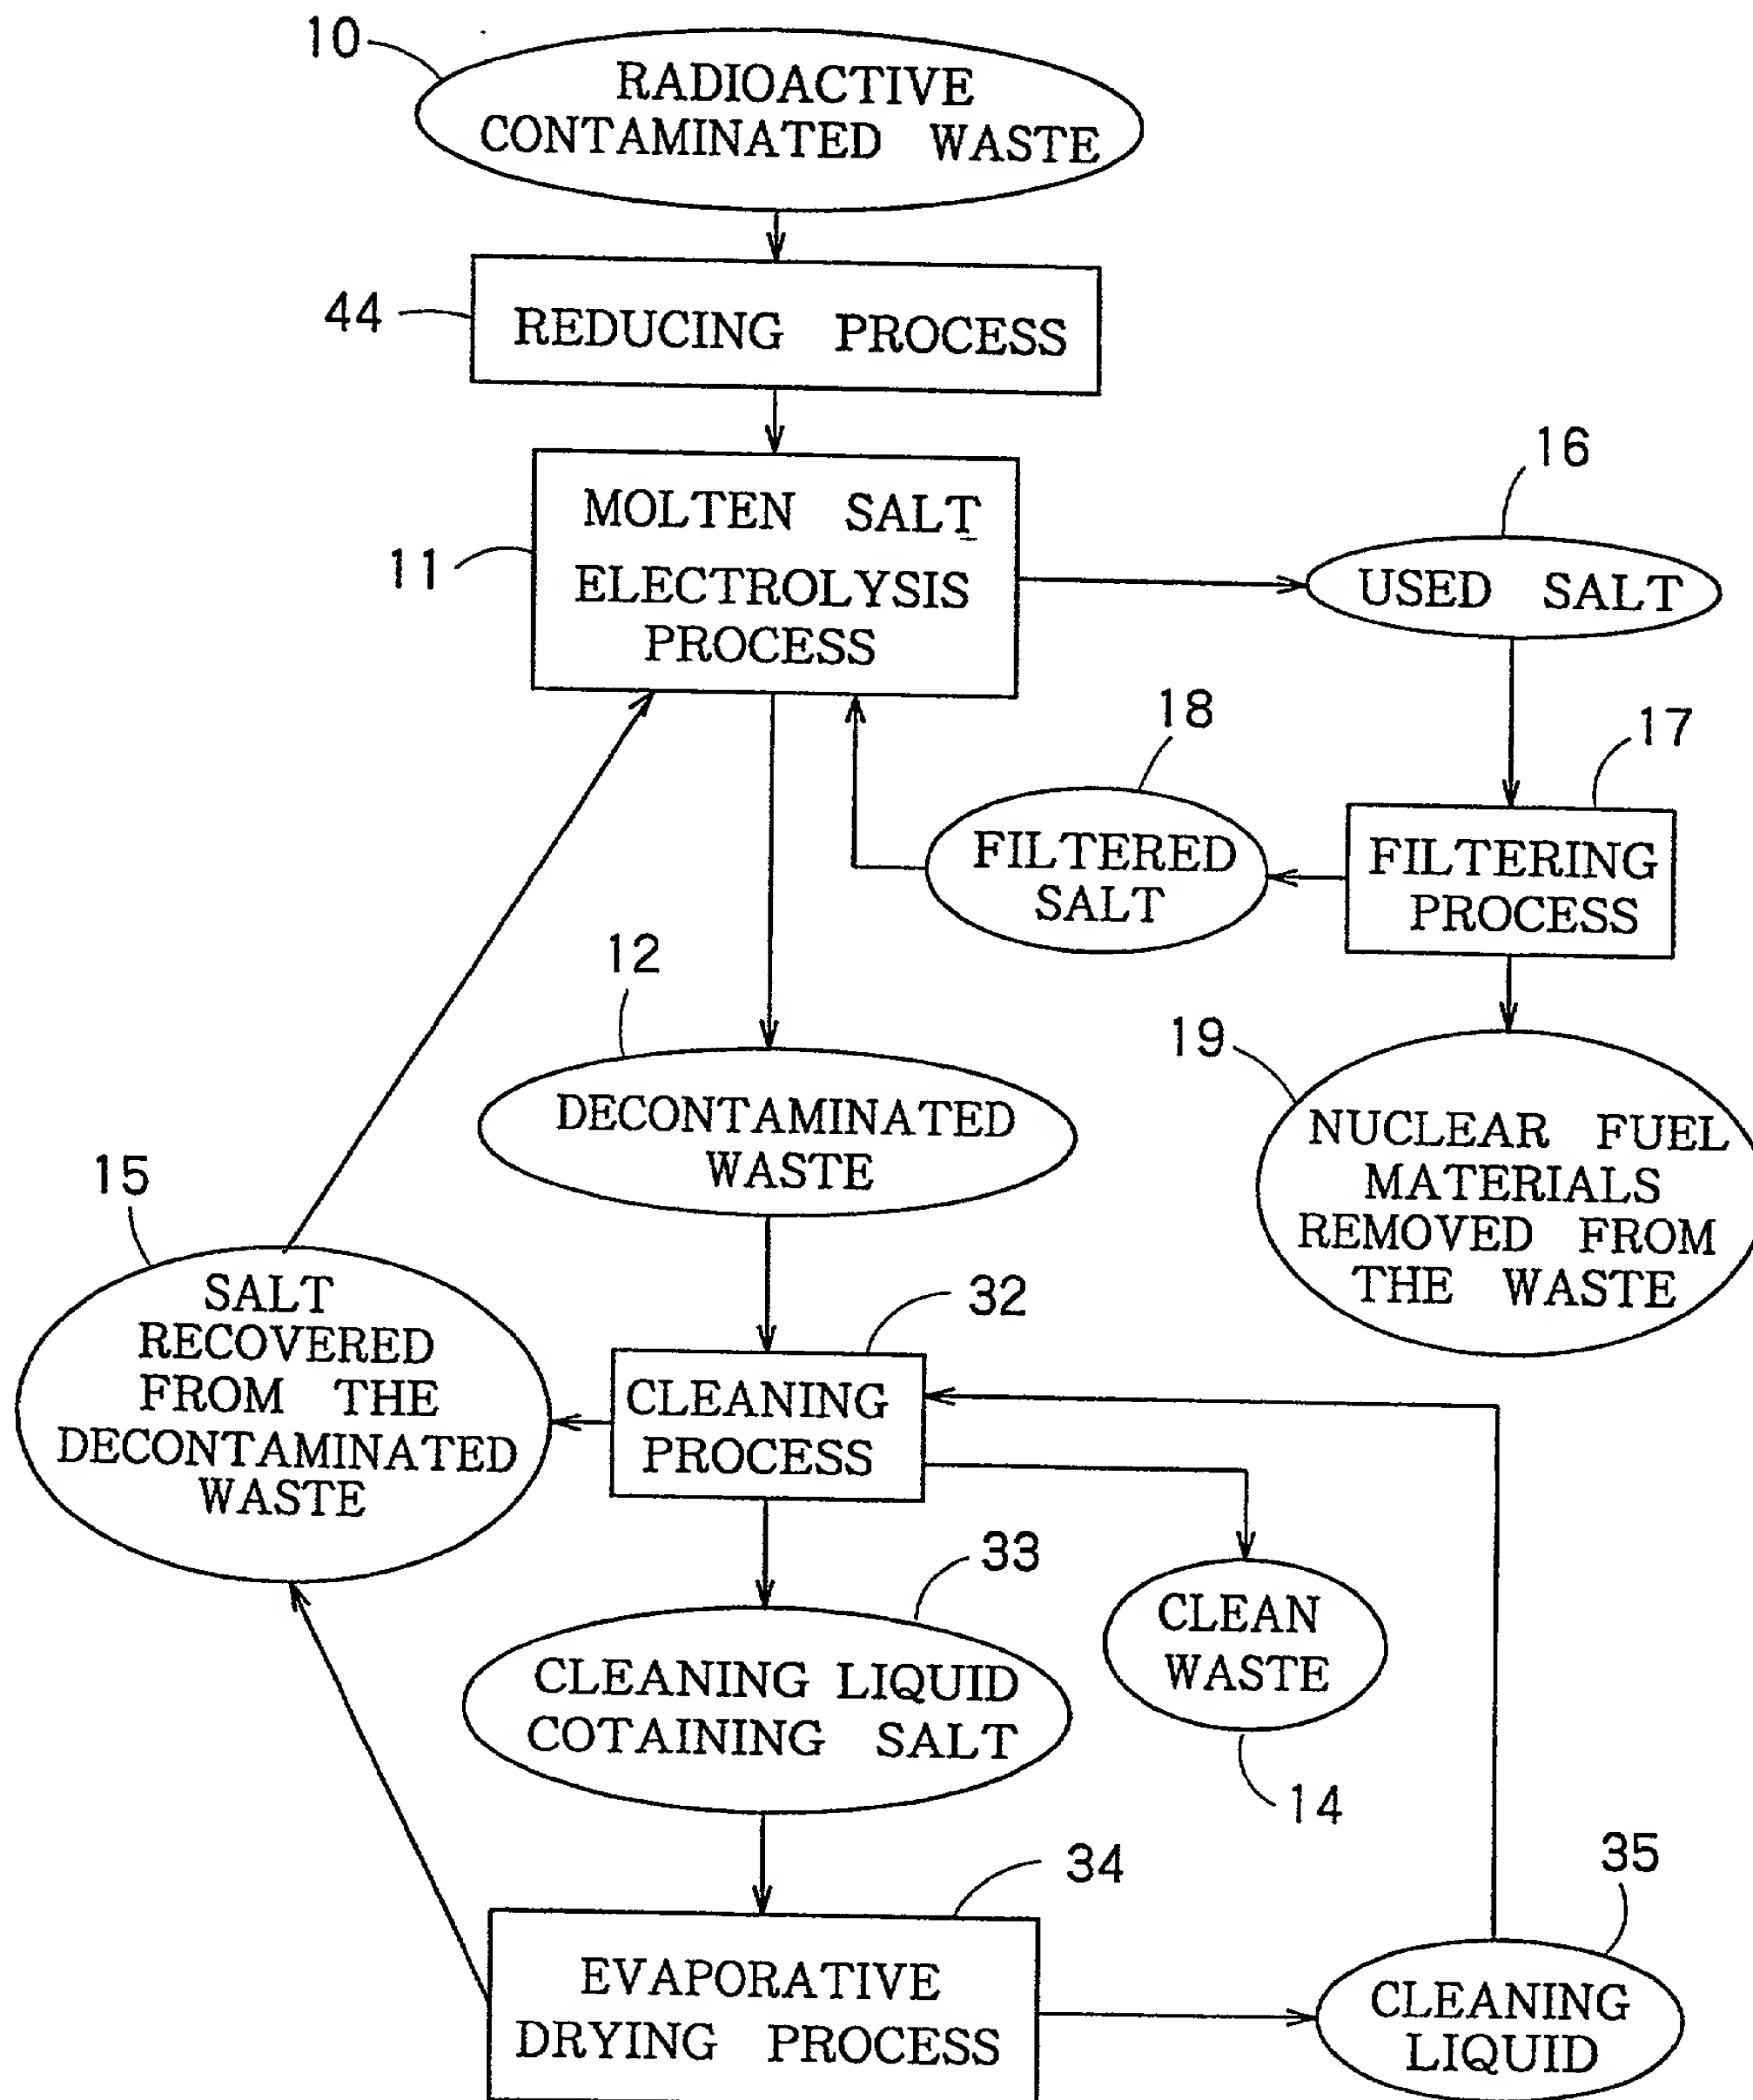 10
RADIOACTIVE
CONTAMINATED WASTE
44
REDUCING PROCESS
11
MOLTEN SALT
ELECTROLYSIS
PROCESS
16
USED SALT
18
FILTERED
SALT
17
FILTERING
PROCESS
12
DECONTAMINATED
WASTE
19
NUCLEAR FUEL
MATERIALS
REMOVED FROM
THE WASTE
15
SALT
RECOVERED
FROM THE
DECONTAMINATED
WASTE
32
CLEANING
PROCESS
33
CLEANING LIQUID
COTAINING SALT
CLEAN
WASTE
14
34
EVAPORATIVE
DRYING PROCESS
35
CLEANING
LIQUID